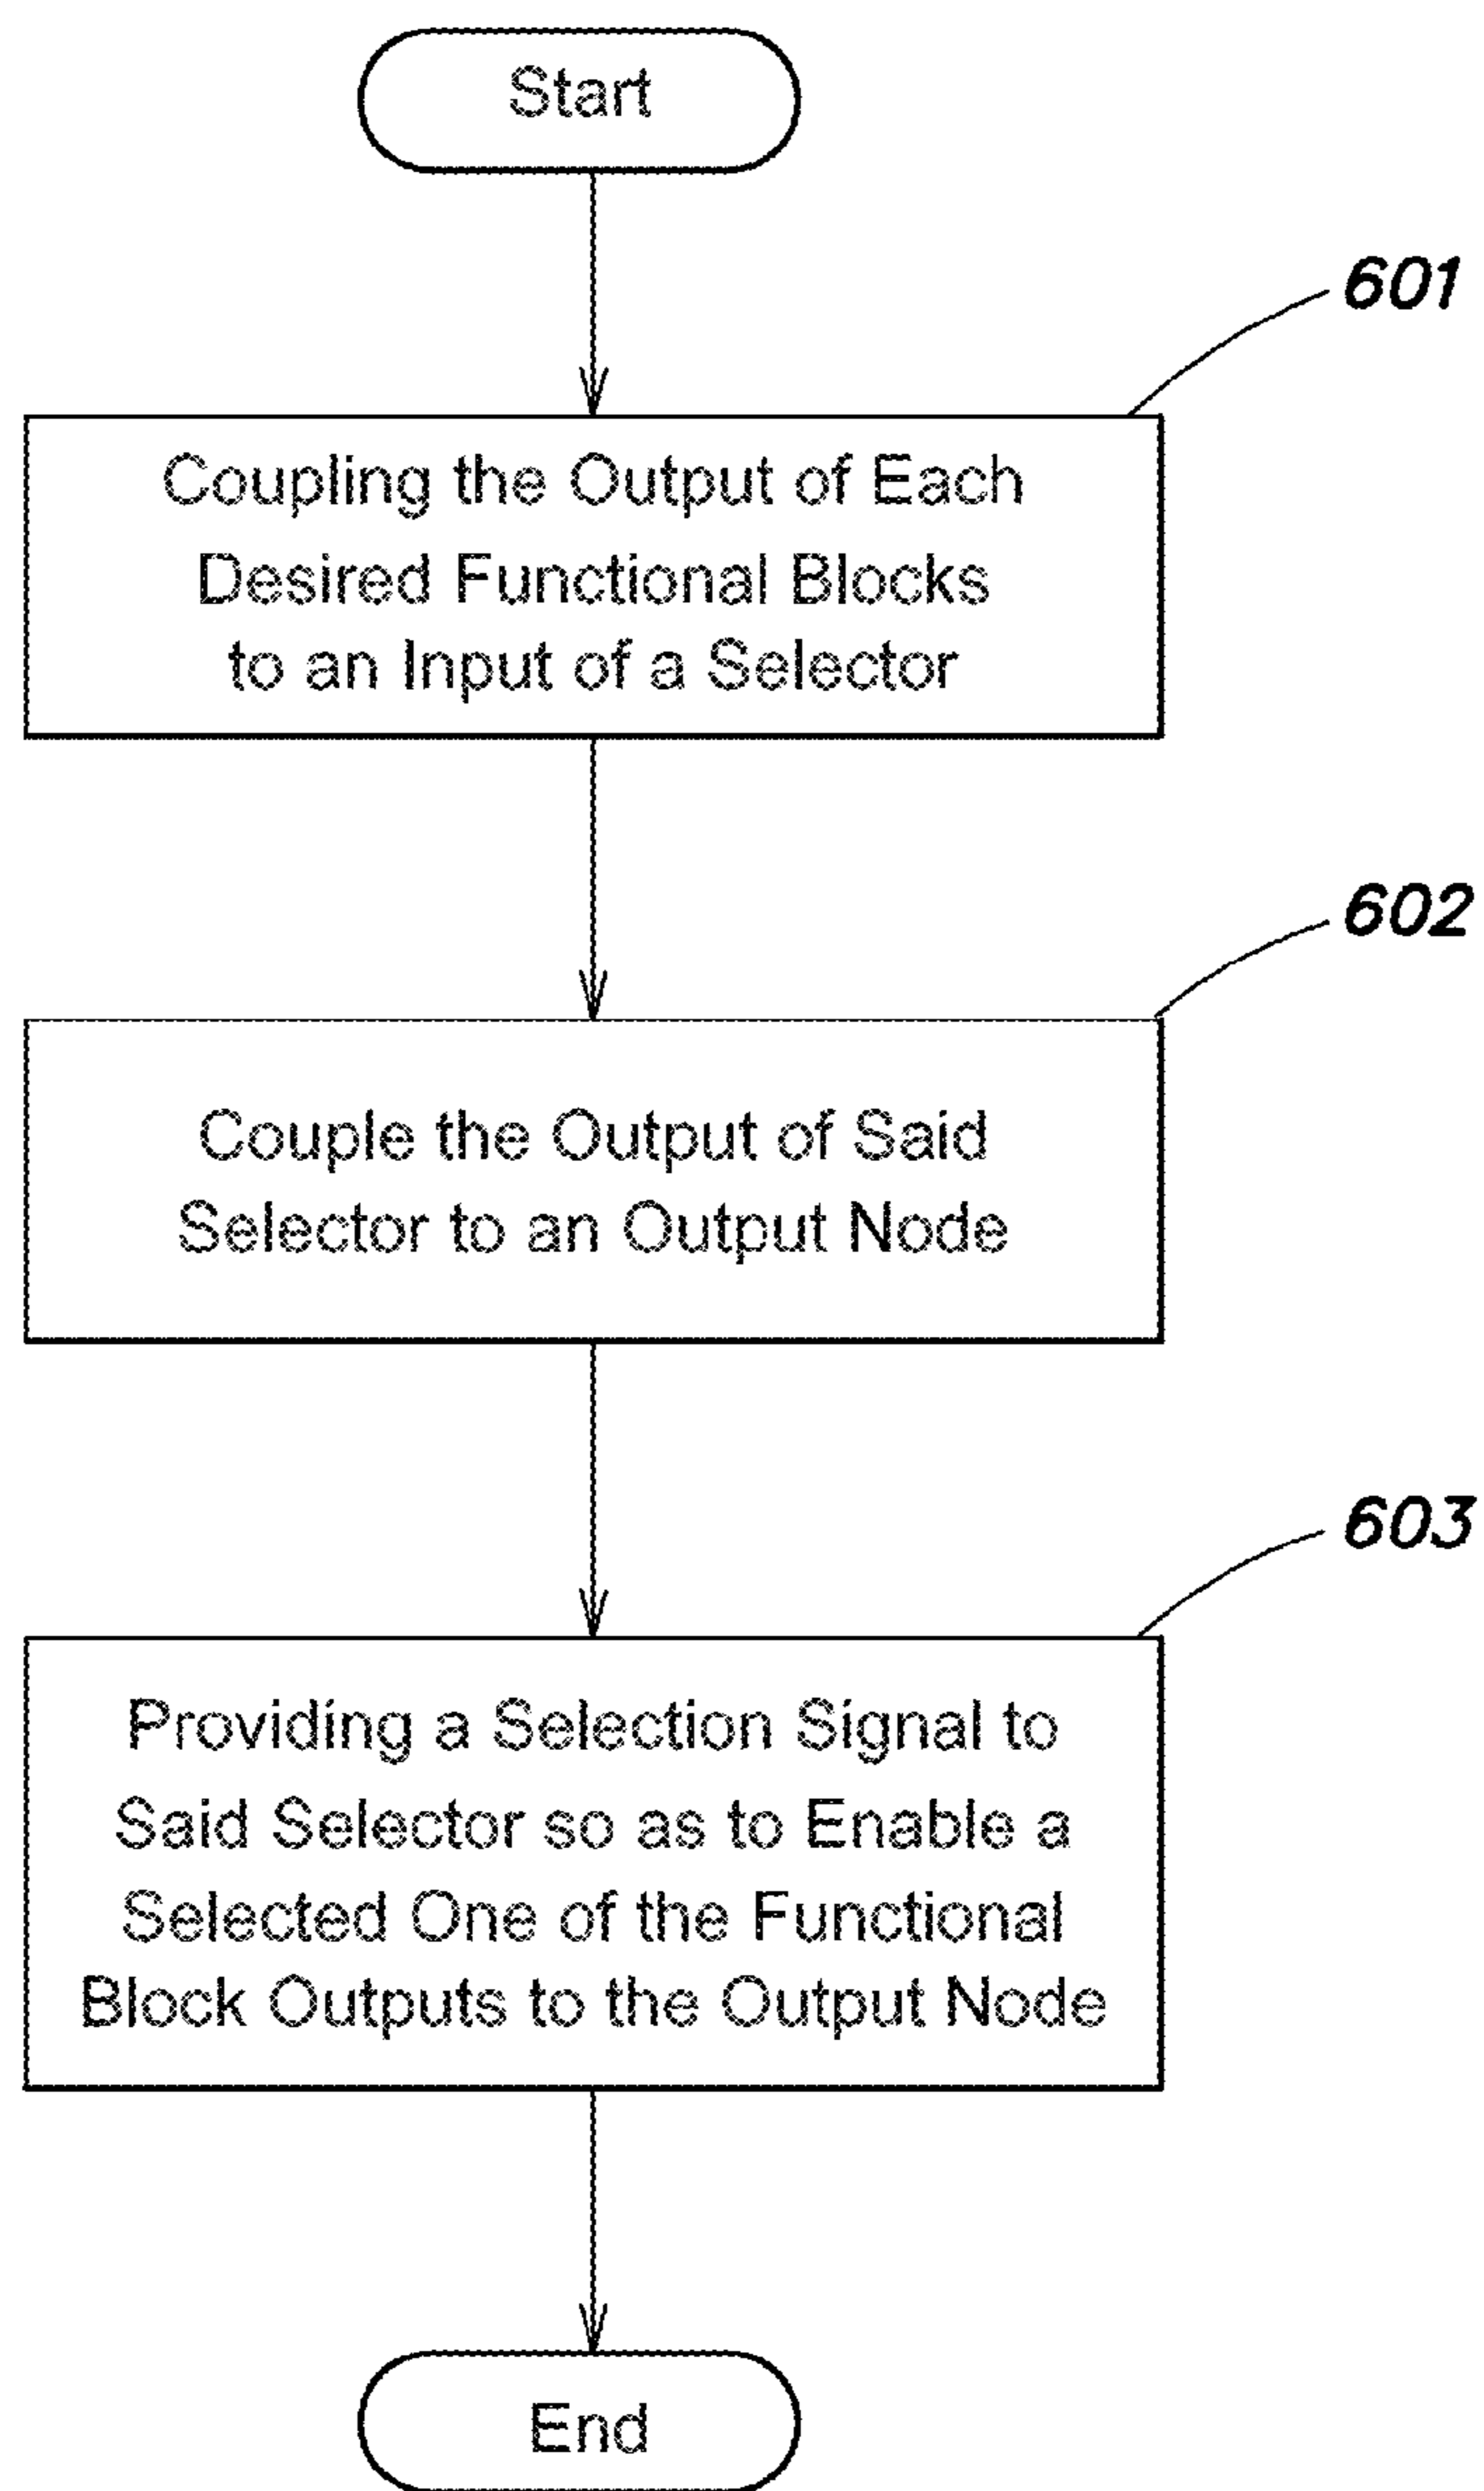 Start
601
Coupling the Output of Each
Desired Functional Blocks
to an Input of a Selector
602
Couple the Output of Said
Selector to an Output Node
603
Providing a Selection Signal to
Said Selector so as to Enable a
Selected One of the Functional
Block Outputs to the Output Node
End